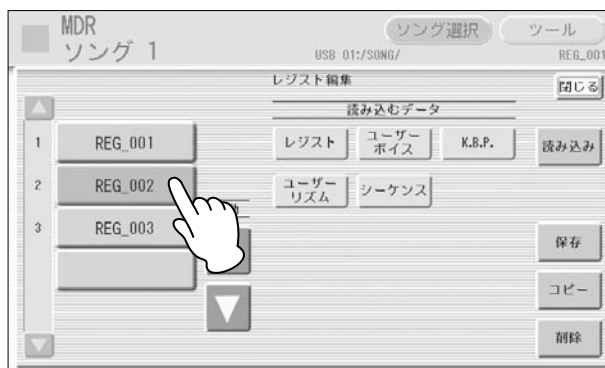 MDR
ソング 1
ソング選択
ツール
USB 01:/SONG/
REG_001
レジスト編集
閉じる
読み込むデータ
1
REG_001
レジスト
ユーザー
ボイス
K.B.P.
読み込み
2
REG_002
ユーザー
リズム
シーケンス
3
REG_003
保存
コピー
削除